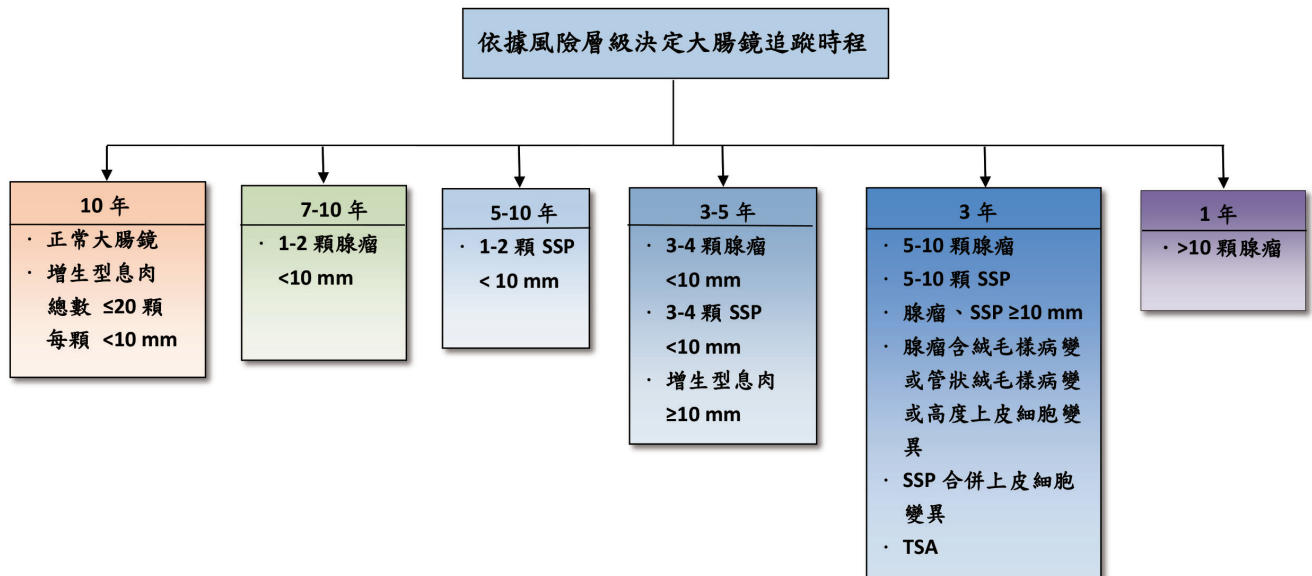 依據風險層級決定大腸鏡追蹤時程
10 年
· 正常大腸鏡
· 增生型息肉
總數 ≤20 顆
每顆 <10 mm
7-10 年
· 1-2 顆腺瘤
<10 mm
5-10 年
· 1-2 顆 SSP
< 10 mm
3-5 年
· 3-4 顆腺瘤
<10 mm
· 3-4 顆 SSP
<10 mm
· 增生型息肉
≥10 mm
3 年
· 5-10 顆腺瘤
· 5-10 顆 SSP
· 腺瘤、SSP ≥10 mm
· 腺瘤含絨毛樣病變
或管狀絨毛樣病變
或高度上皮細胞變
異
· SSP 合併上皮細胞
變異
· TSA
1 年
· >10 顆腺瘤